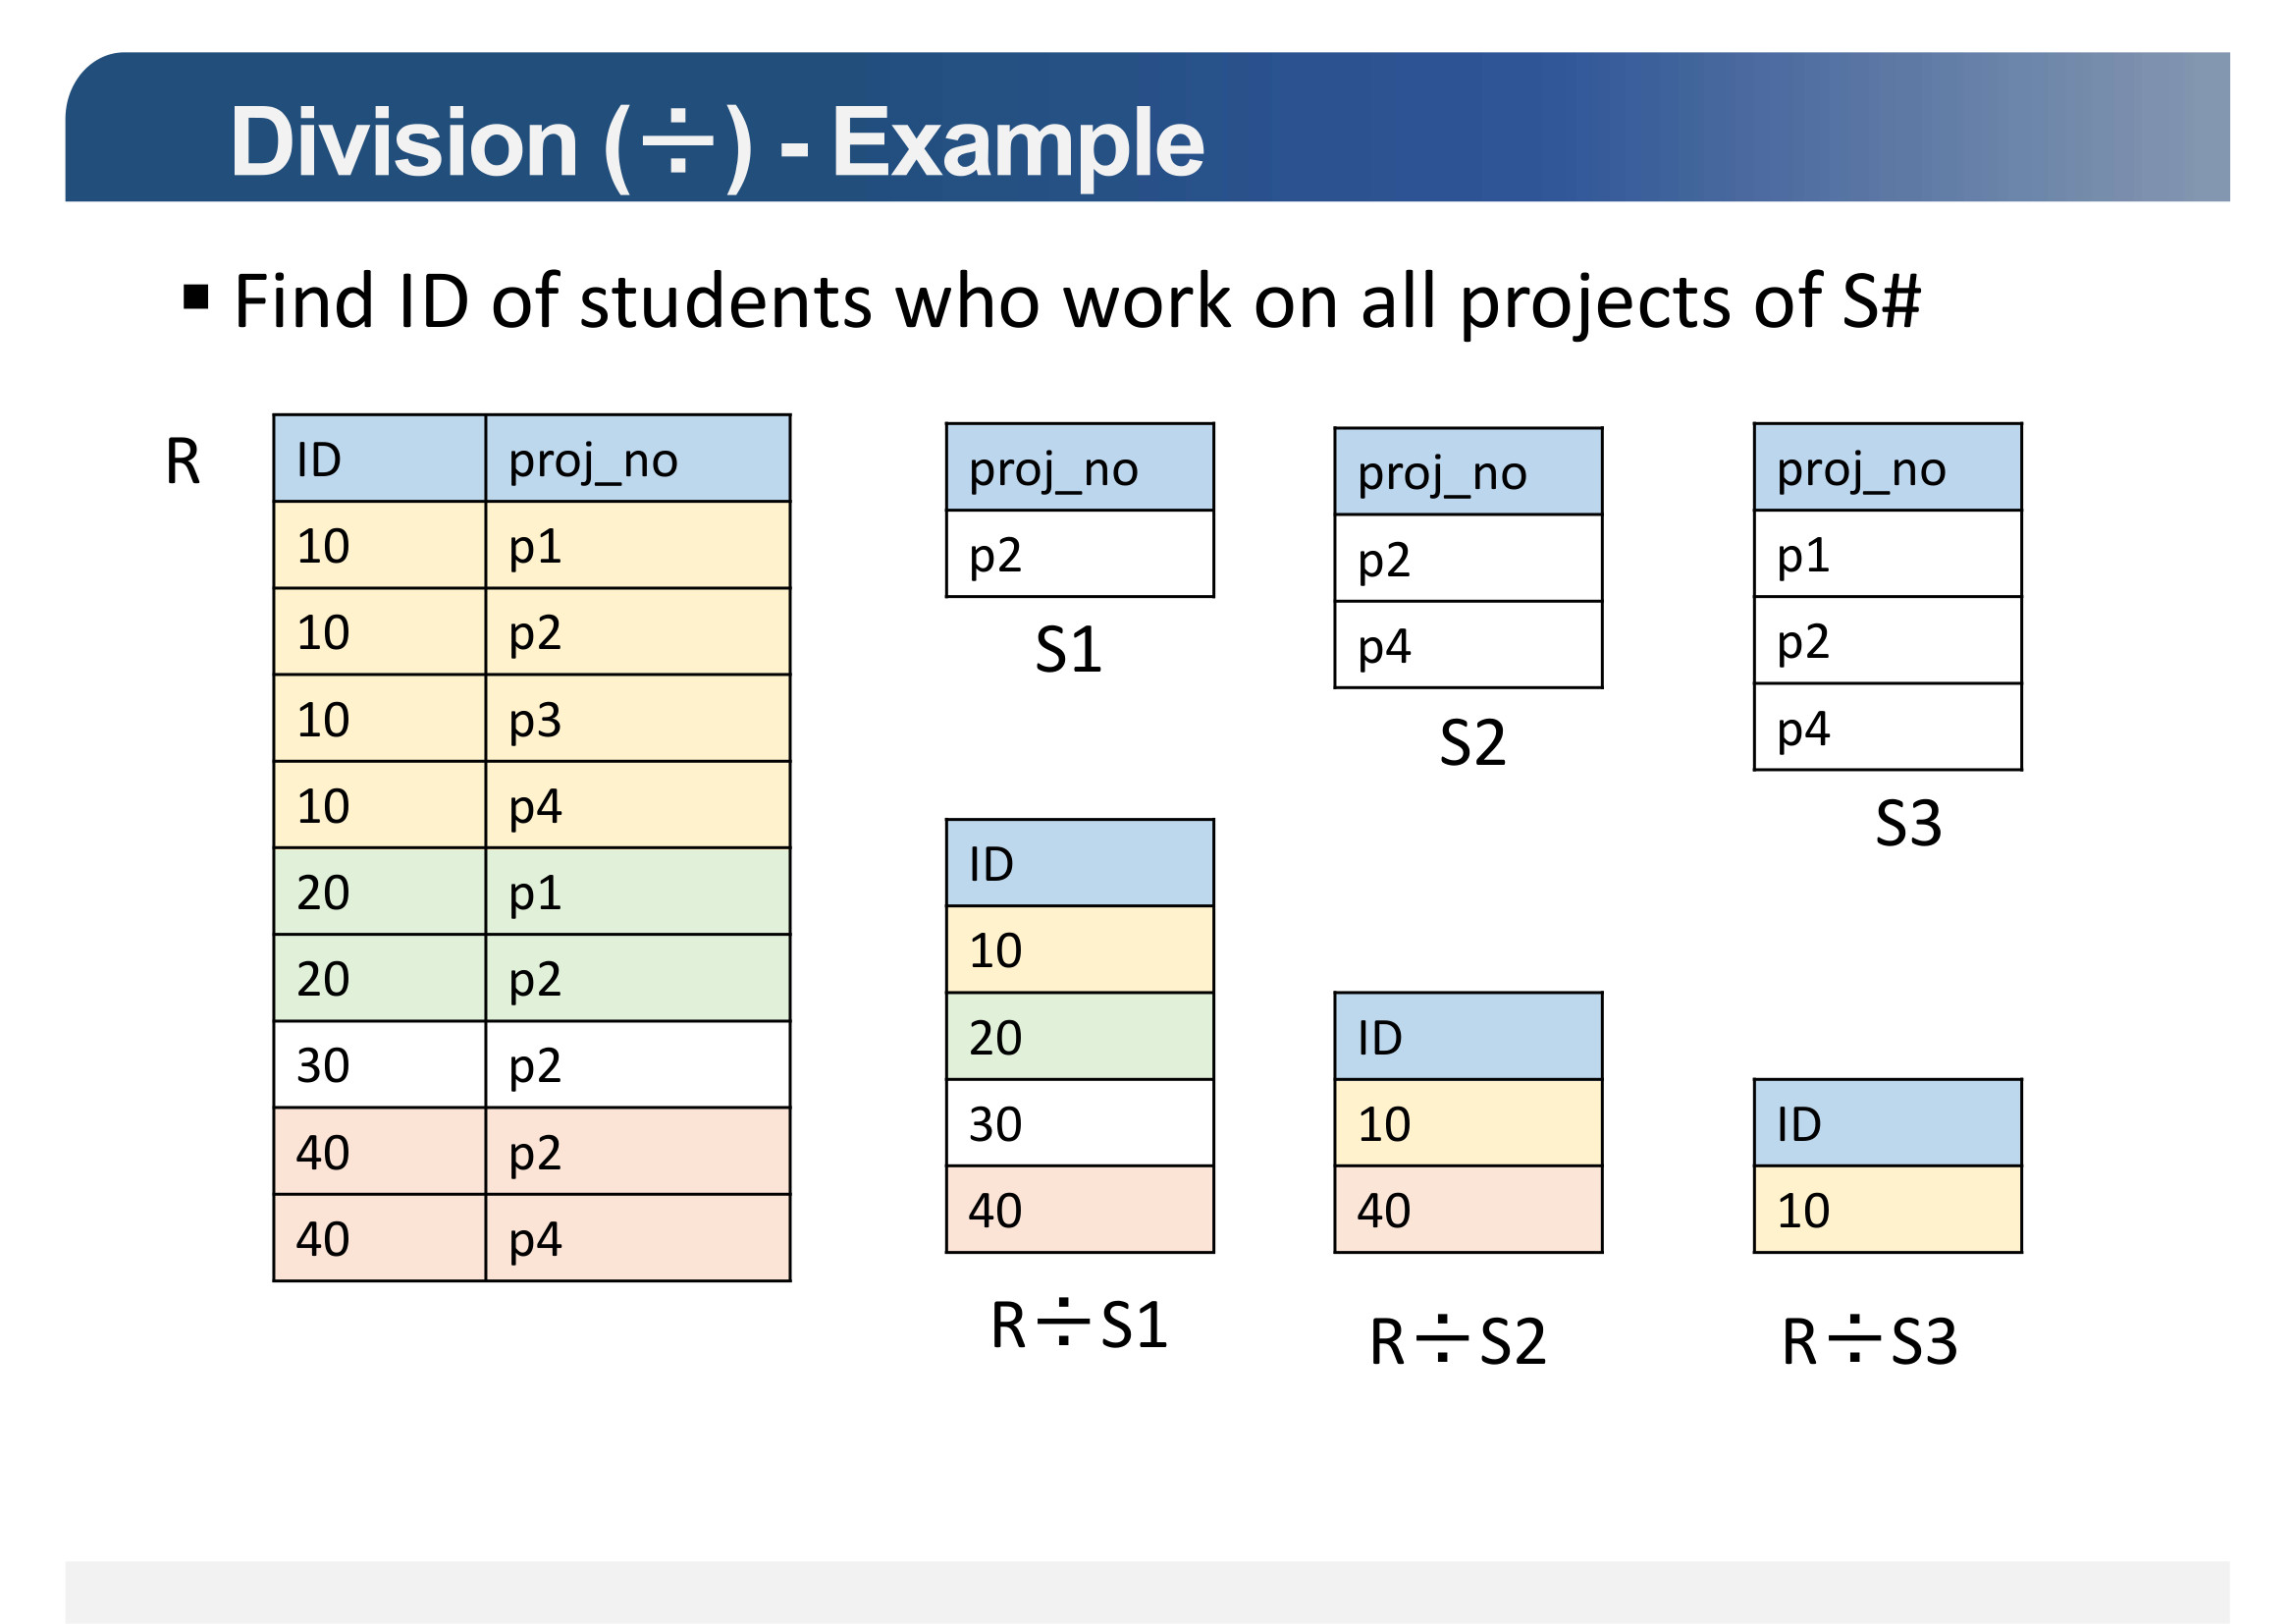 Division (÷) - Example
▪ Find ID of students who work on all projects of S#
R
ID proj_no
10 p1
10 p2
10 p3
10 p4
20 p1
20 p2
30 p2
40 p2
40 p4
proj_no
p2
S1
proj_no
p2
p4
S2
proj_no
p1
p2
p4
S3
ID
10
20
30
40
R÷S1
ID
10
40
R÷S2
ID
10
R÷S3